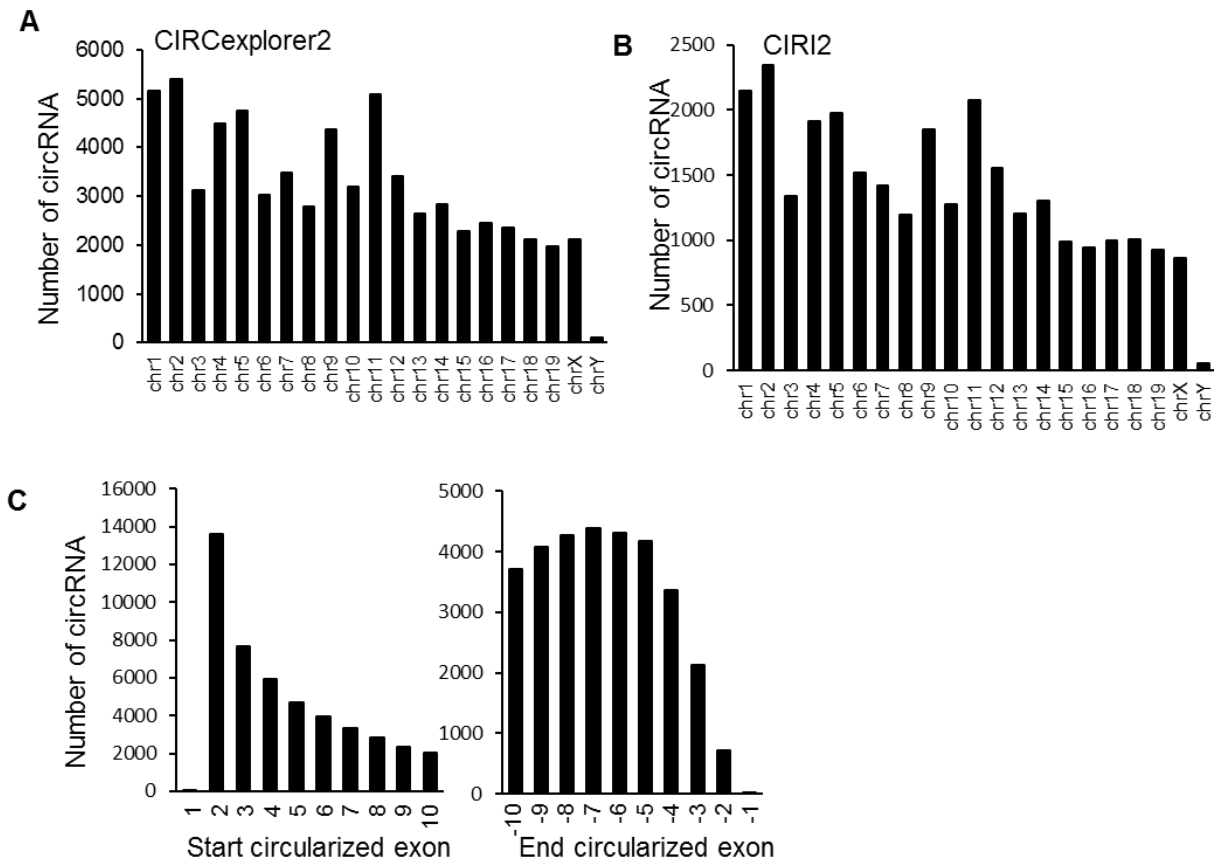 A
CIRCexplorer2
Number of circRNA
6000
5000
4000
3000
2000
1000
0
chr1 chr2 chr3 chr4 chr5 chr6 chr7 chr8 chr9 chr10 chr11 chr12 chr13 chr14 chr15 chr16 chr17 chr18 chr19 chrX chrY
B
CIRI2
Number of circRNA
2500
2000
1500
1000
500
0
chr1 chr2 chr3 chr4 chr5 chr6 chr7 chr8 chr9 chr10 chr11 chr12 chr13 chr14 chr15 chr16 chr17 chr18 chr19 chrX chrY
C
Number of circRNA
16000
14000
12000
10000
8000
6000
4000
2000
0
1 2 3 4 5 6 7 8 9 10
Start circularized exon
5000
4000
3000
2000
1000
0
-10 -9 -8 -7 -6 -5 -4 -3 -2 -1
End circularized exon